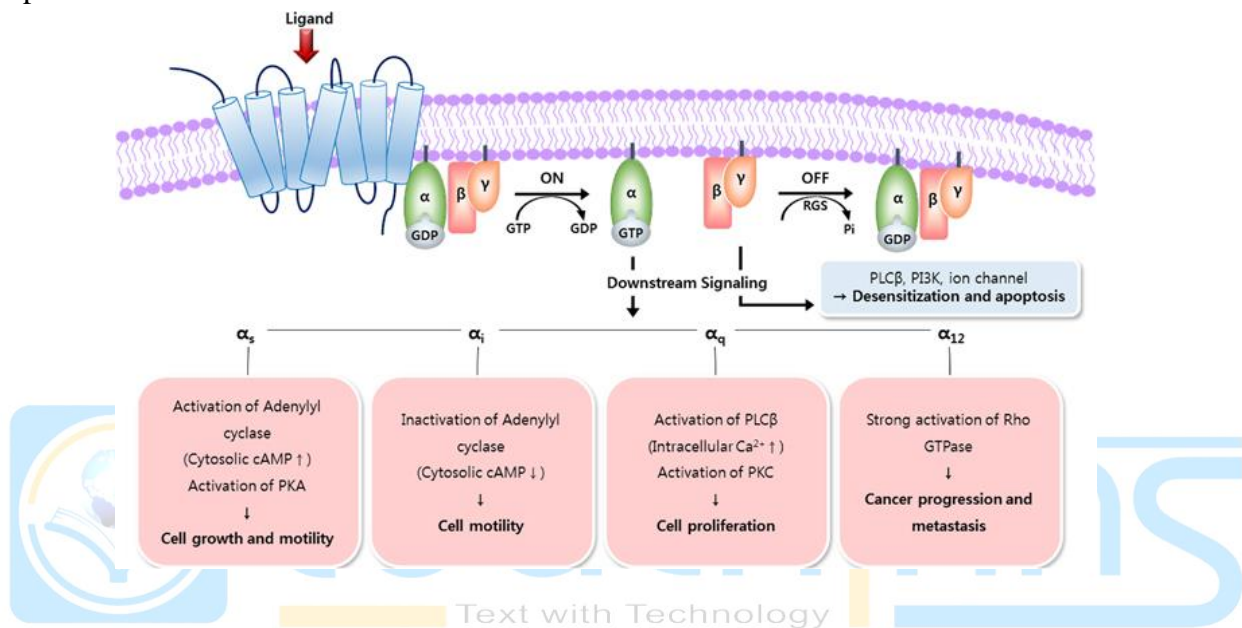 Ligand
α
β
γ
GDP
ON
GTP
GDP
α
GTP
β
γ
OFF
RGS
Pi
α
β
γ
GDP
Downstream Signaling
PLCβ, PI3K, ion channel
→ Desensitization and apoptosis
αs
αi
αq
α12
Activation of Adenylyl
cyclase
(Cytosolic cAMP ↑)
Activation of PKA
↓
Cell growth and motility
Inactivation of Adenylyl
cyclase
(Cytosolic cAMP ↓)
↓
Cell motility
Activation of PLCβ
(Intracellular Ca²⁺ ↑)
Activation of PKC
↓
Cell proliferation
Strong activation of Rho
GTPase
↓
Cancer progression and
metastasis
Text with Technology